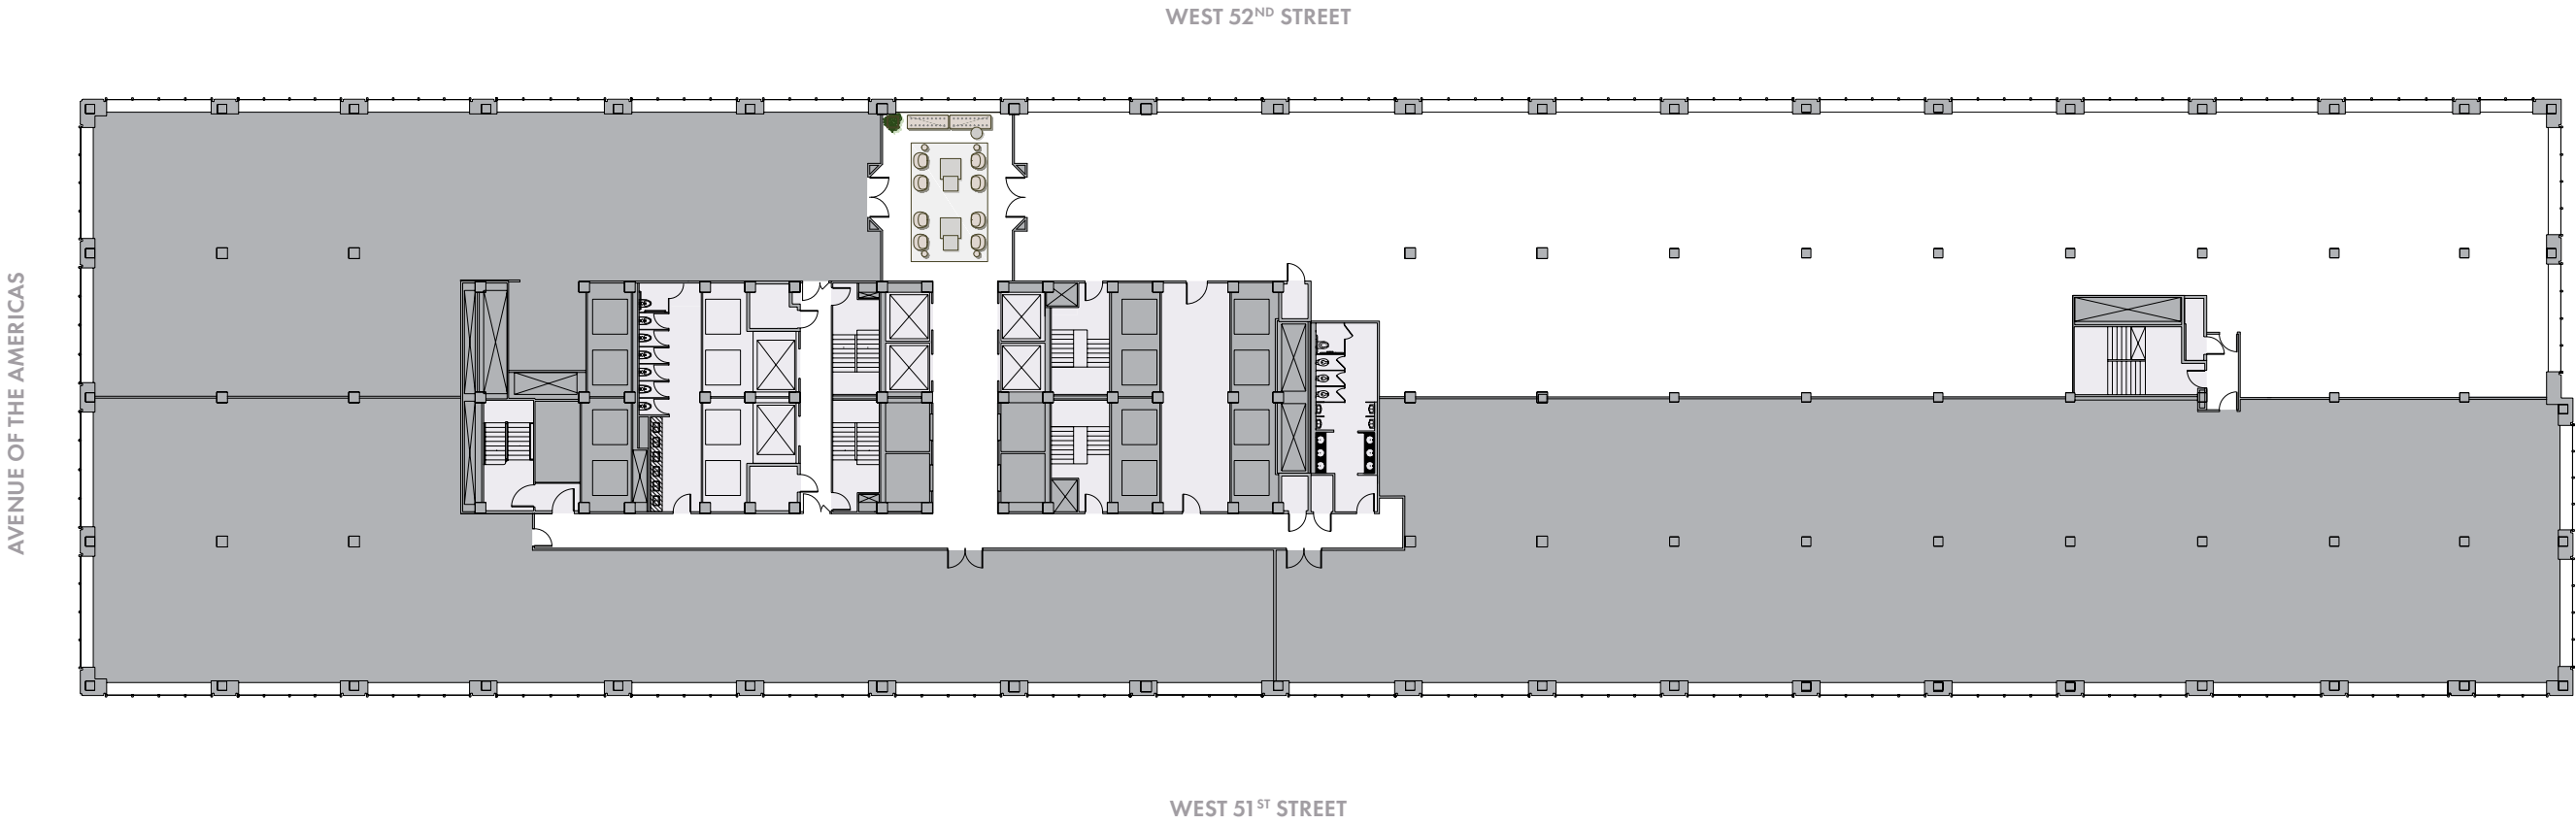 WEST 52ND STREET
AVENUE OF THE AMERICAS
WEST 51ST STREET